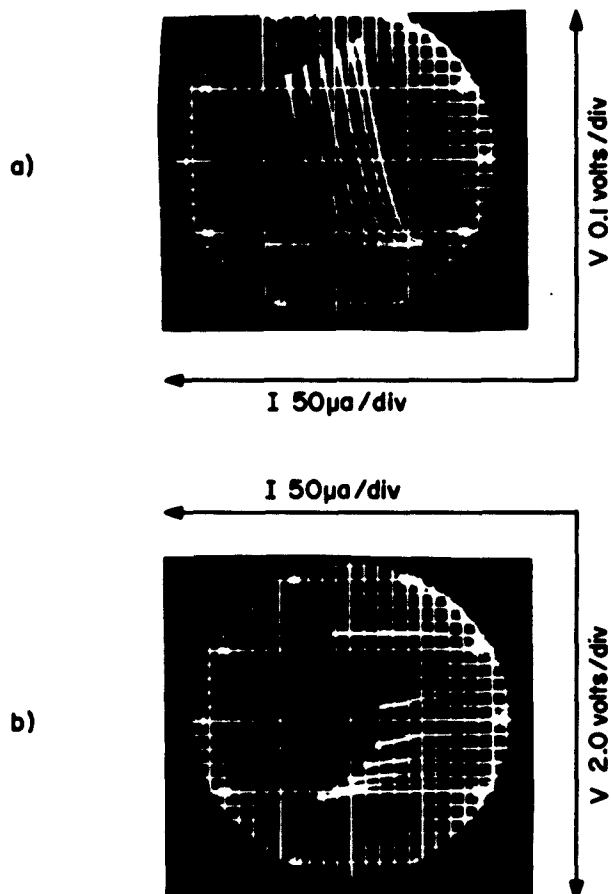 a)
V 0.1 volts/div
I 50µa/div
I 50µa/div
b)
V 2.0 volts/div